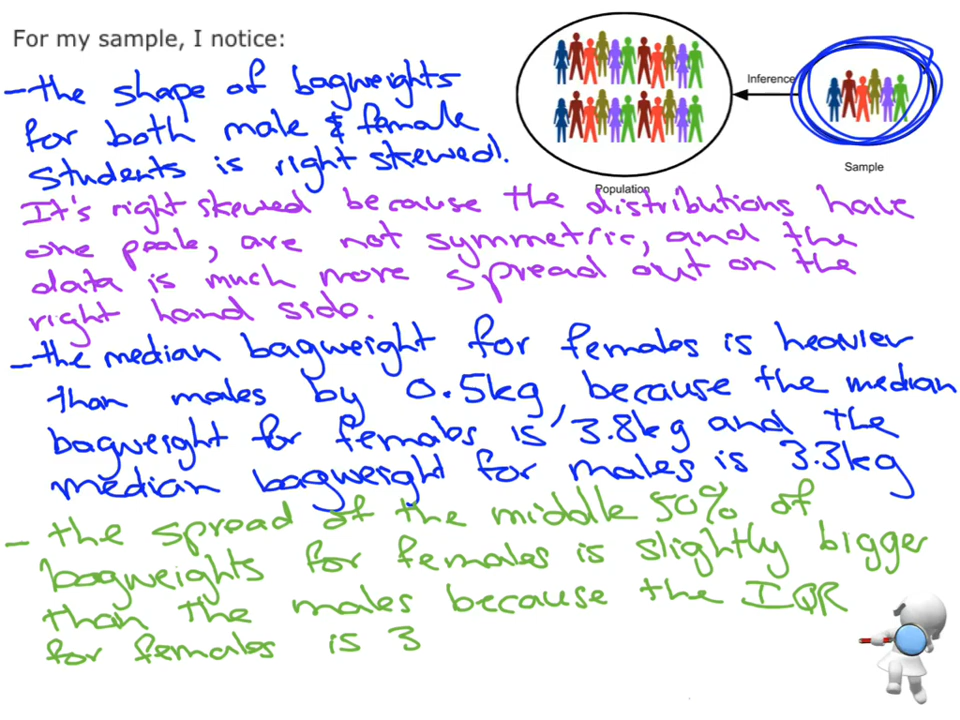 For my sample, I notice:
Inference
Sample
Population
- the shape of bagweights
for both male & female
students is right skewed.
It's right skewed because the distributions have
one peak, are not symmetric, and the
data is much more spread out on the
right hand side.
- the median bagweight for females is heavier
than males by 0.5kg, because the median
bagweight for females is 3.8kg and the
median bagweight for males is 3.3kg
- the spread of the middle 50% of
bagweights for females is slightly bigger
than the males because the IQR
for females is 3